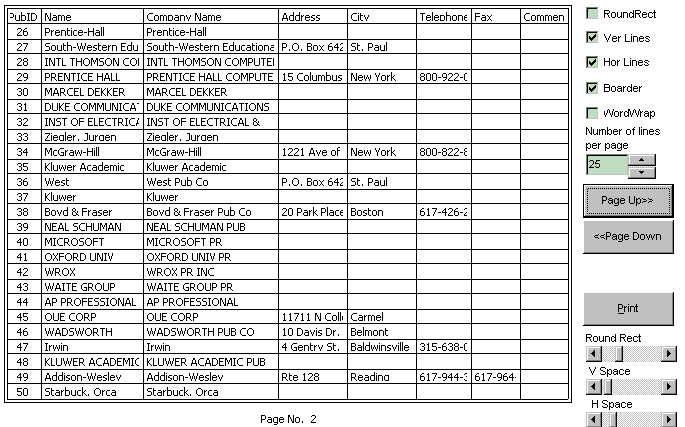 PubID Name Company Name Address City Telephone Fax Commen
26 Prentice-Hall Prentice-Hall
27 South-Western Edu South-Western Educationa P.O. Box 642 St. Paul
28 INTL THOMSON COI INTL THOMSON COMPUTEI
29 PRENTICE HALL PRENTICE HALL COMPUTE 15 Columbus New York 800-922-0
30 MARCEL DEKKER MARCEL DEKKER
31 DUKE COMMUNICAT DUKE COMMUNICATIONS
32 INST OF ELECTRICA INST OF ELECTRICAL &
33 Ziegler, Jurgen Ziegler, Jurgen
34 McGraw-Hill McGraw-Hill 1221 Ave of New York 800-822-8
35 Kluwer Academic Kluwer Academic
36 West West Pub Co P.O. Box 642 St. Paul
37 Kluwer Kluwer
38 Boyd & Fraser Boyd & Fraser Pub Co 20 Park Place Boston 617-426-2
39 NEAL SCHUMAN NEAL SCHUMAN PUB
40 MICROSOFT MICROSOFT PR
41 OXFORD UNIV OXFORD UNIV PR
42 WROX WROX PR INC
43 WAITE GROUP WAITE GROUP PR
44 AP PROFESSIONAL AP PROFESSIONAL
45 QUE CORP QUE CORP 11711 N Coll Carmel
46 WADSWORTH WADSWORTH PUB CO 10 Davis Dr. Belmont
47 Irwin Irwin 4 Gentry St. Baldwinsville 315-638-0
48 KLUWER ACADEMIC KLUWER ACADEMIC PUB
49 Addison-Wesley Addison-Wesley Rte 128 Reading 617-944-3 617-964-
50 Starbuck, Orca Starbuck, Orca
Page No. 2
RoundRect
Ver Lines
Hor Lines
Boarder
WordWrap
Number of lines
per page
25
Page Up>>
<<Page Down
Print
Round Rect
V Space
H Space